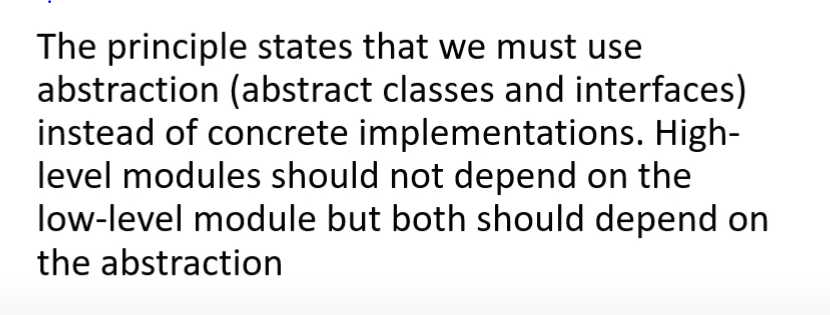 The principle states that we must use
abstraction (abstract classes and interfaces)
instead of concrete implementations. High-
level modules should not depend on the
low-level module but both should depend on
the abstraction